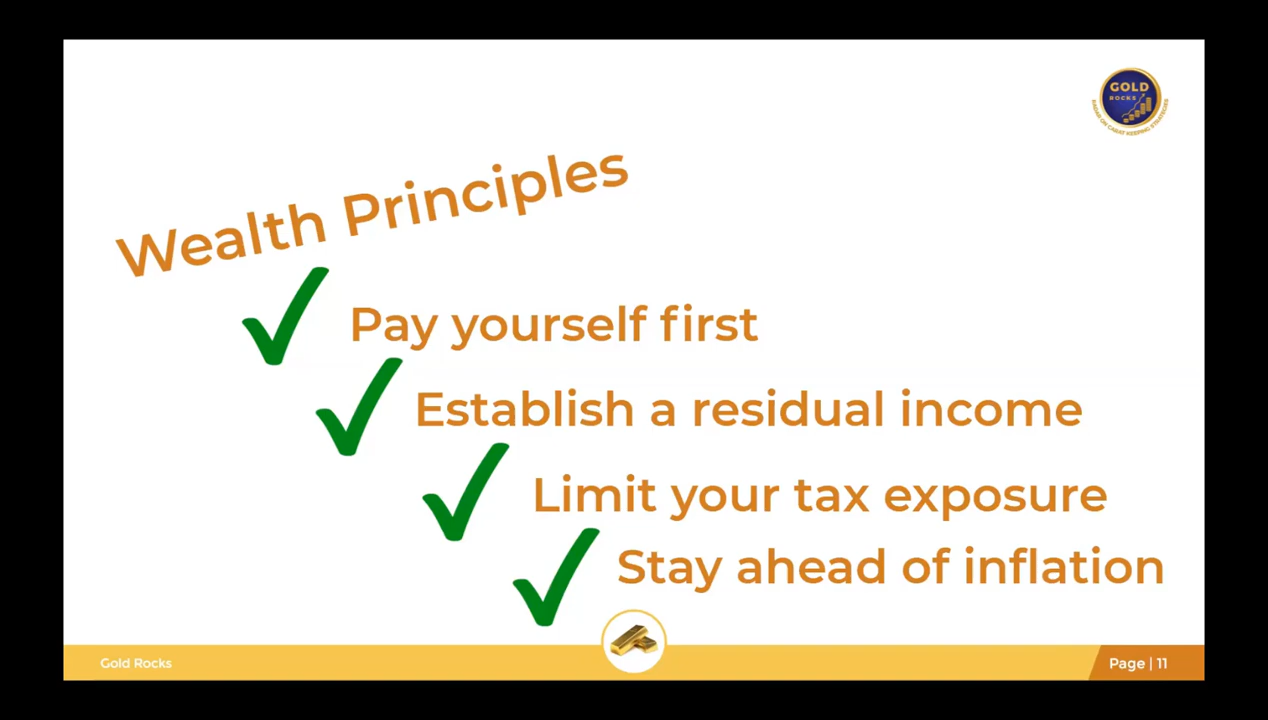 GOLD
ROCKS
Wealth Principles
Pay yourself first
Establish a residual income
Limit your tax exposure
Stay ahead of inflation
Gold Rocks
Page | 11